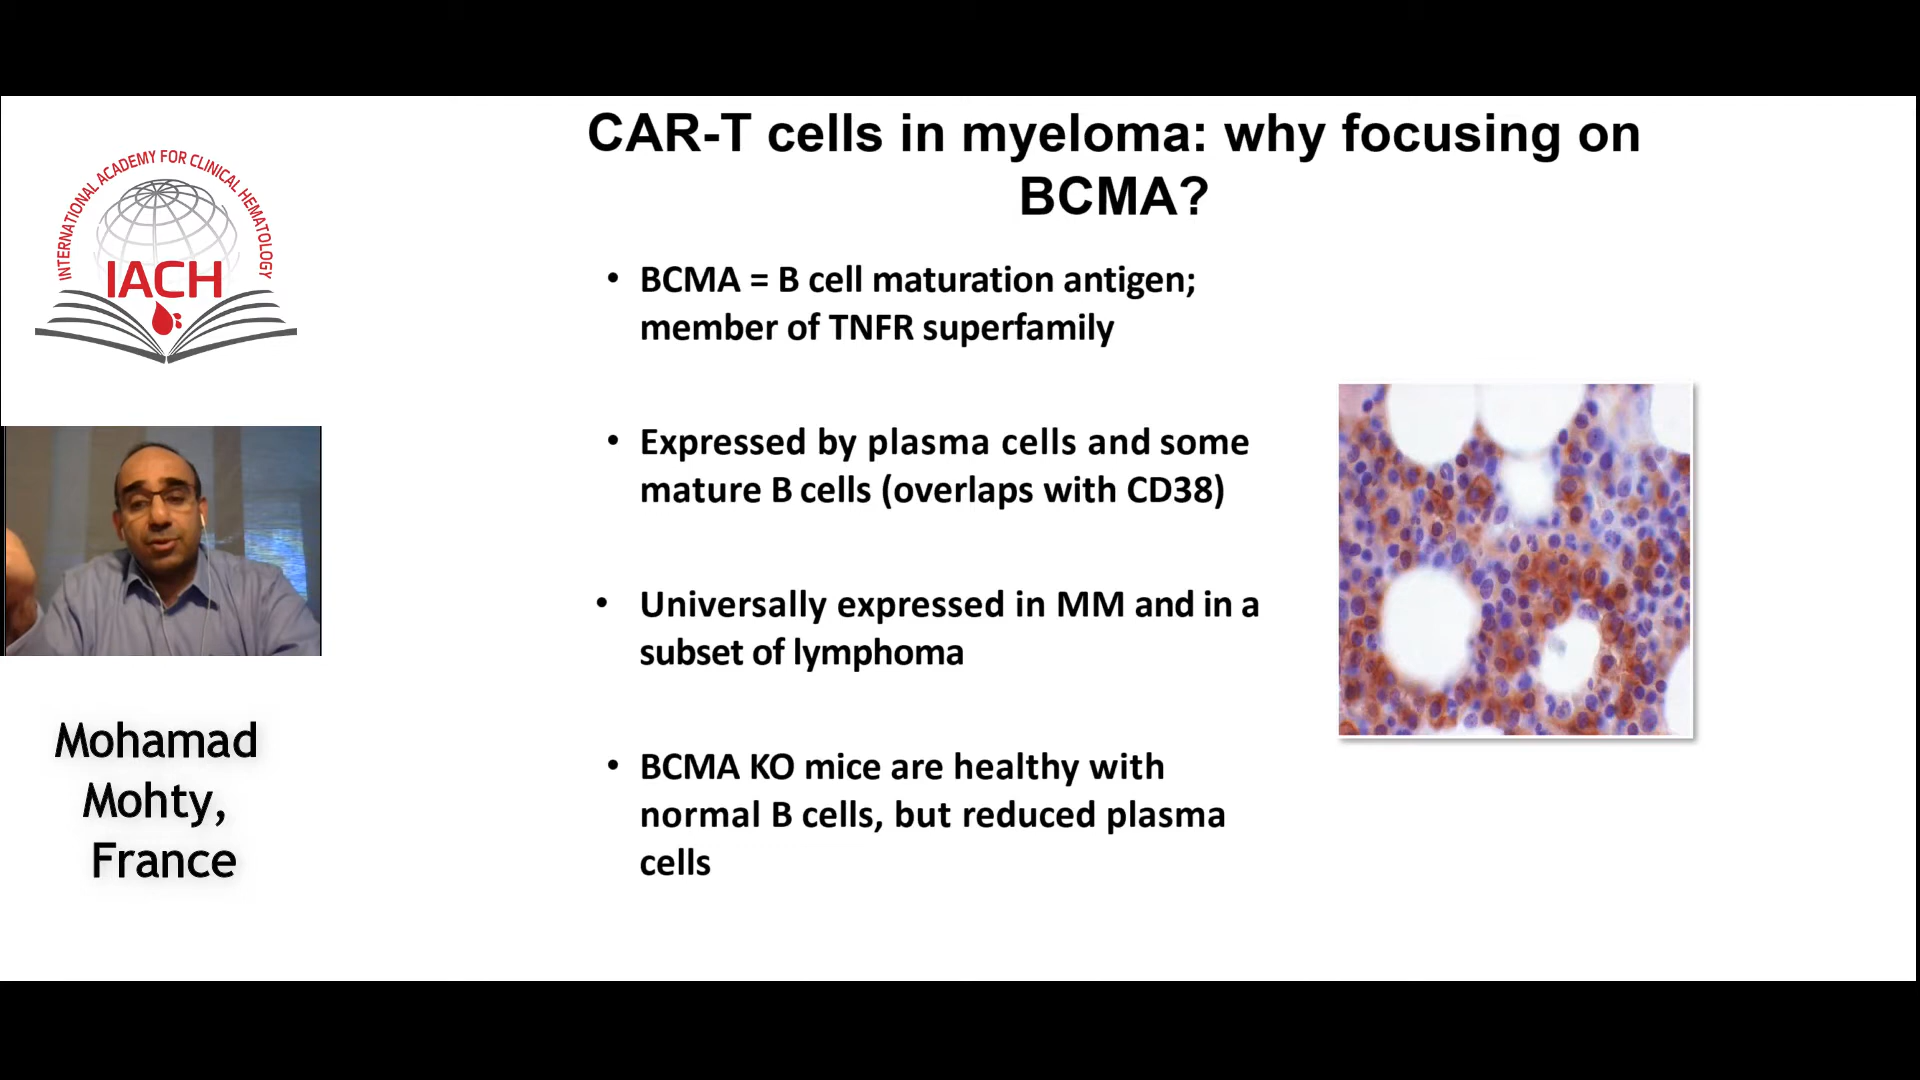 INTERNATIONAL ACADEMY FOR CLINICAL HEMATOLOGY
IACH
Mohamad
Mohty,
France
CAR-T cells in myeloma: why focusing on
BCMA?
• BCMA = B cell maturation antigen;
member of TNFR superfamily
• Expressed by plasma cells and some
mature B cells (overlaps with CD38)
• Universally expressed in MM and in a
subset of lymphoma
• BCMA KO mice are healthy with
normal B cells, but reduced plasma
cells